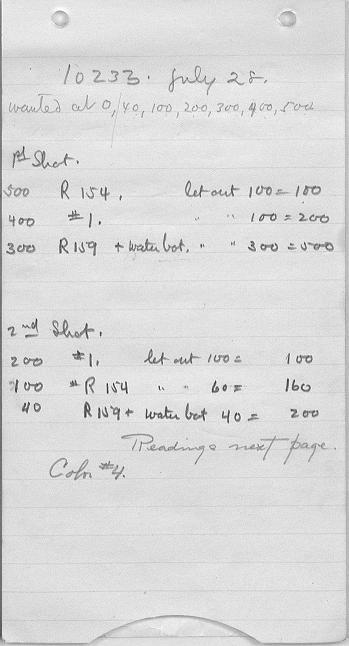 10233. July 28.
wanted at 0, 40, 100, 200, 300, 400, 500
1st Shot.
500 R 154. let out 100 = 100
400 #1. " " 100 = 200
300 R 159 + water bot. " " 300 = 500
2nd Shot.
200 #1. let out 100 = 100
100 #R 154 " " 60 = 160
40 R 159 + water bot 40 = 200
Readings next page.
Color #4.